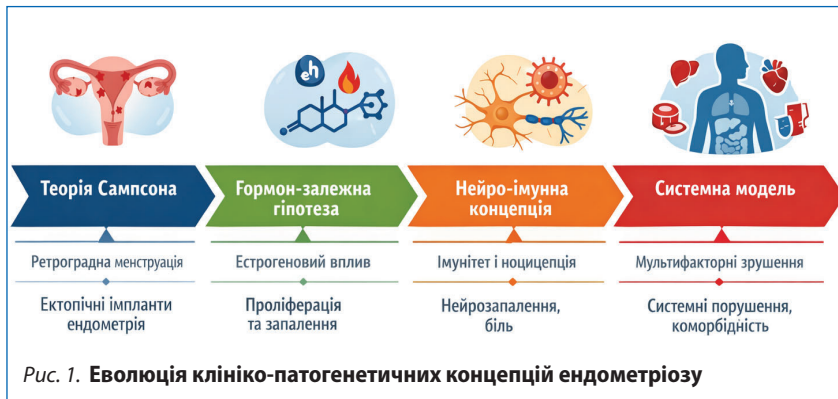 eh
Теорія Сампсона
Гормон-залежна
гіпотеза
Нейро-імунна
концепція
Системна модель
Ретроградна менструація
Естрогеновий вплив
Імунітет і ноцицепція
Мультифакторні зрушення
Ектопічні імпланти
ендометрія
Проліферація
та запалення
Нейрозапалення,
біль
Системні порушення,
коморбідність
Рис. 1. Еволюція клініко-патогенетичних концепцій ендометріозу